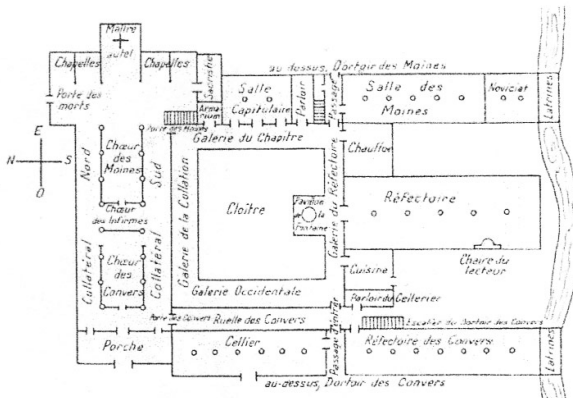 Maître
autel
Chapelles
Chapelles
Porte des
morts
Sacristie
Arma-
rium
au-dessus, Dortoir des Moines
Salle
Capitulaire
Parloir
Passage
Salle des
Moines
Noviciat
Latrines
Porte des Moines
Galerie du Chapitre
Chauffoir
E
N
S
O
Nord
Chœur
des
Moines
Sud
Galerie de la Collation
Cloître
Pavillon
de la
Fontaine
Galerie du Réfectoire
Réfectoire
Chaire du
lecteur
Chœur
des Infirmes
Collatéral
Chœur
des
Convers
Collatéral
Cuisine
Galerie Occidentale
Parloir du Cellerier
Porte des Convers
Ruelle des Convers
Escalier du Dortoir des Convers
Porche
Cellier
Passage d'entrée
Réfectoire des Convers
Latrines
au-dessus, Dortoir des Convers